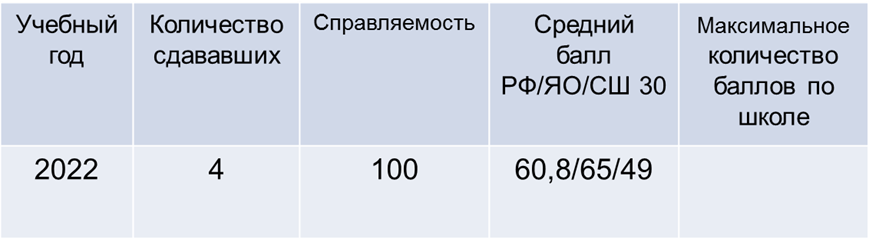 Учебный
год
Количество
сдававших
Справляемость
Средний
балл
РФ/ЯО/СШ 30
Максимальное
количество
баллов по
школе
2022
4
100
60,8/65/49